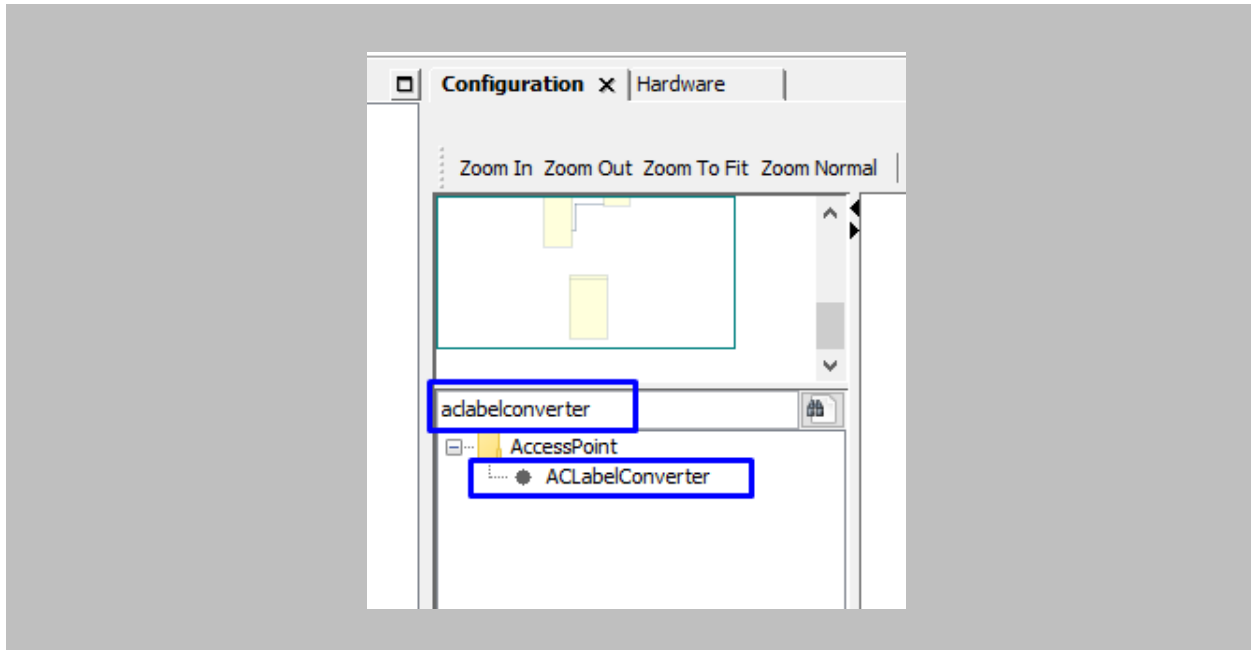 Configuration Hardware
Zoom In Zoom Out Zoom To Fit Zoom Normal
aclabelconverter
AccessPoint
ACLabelConverter